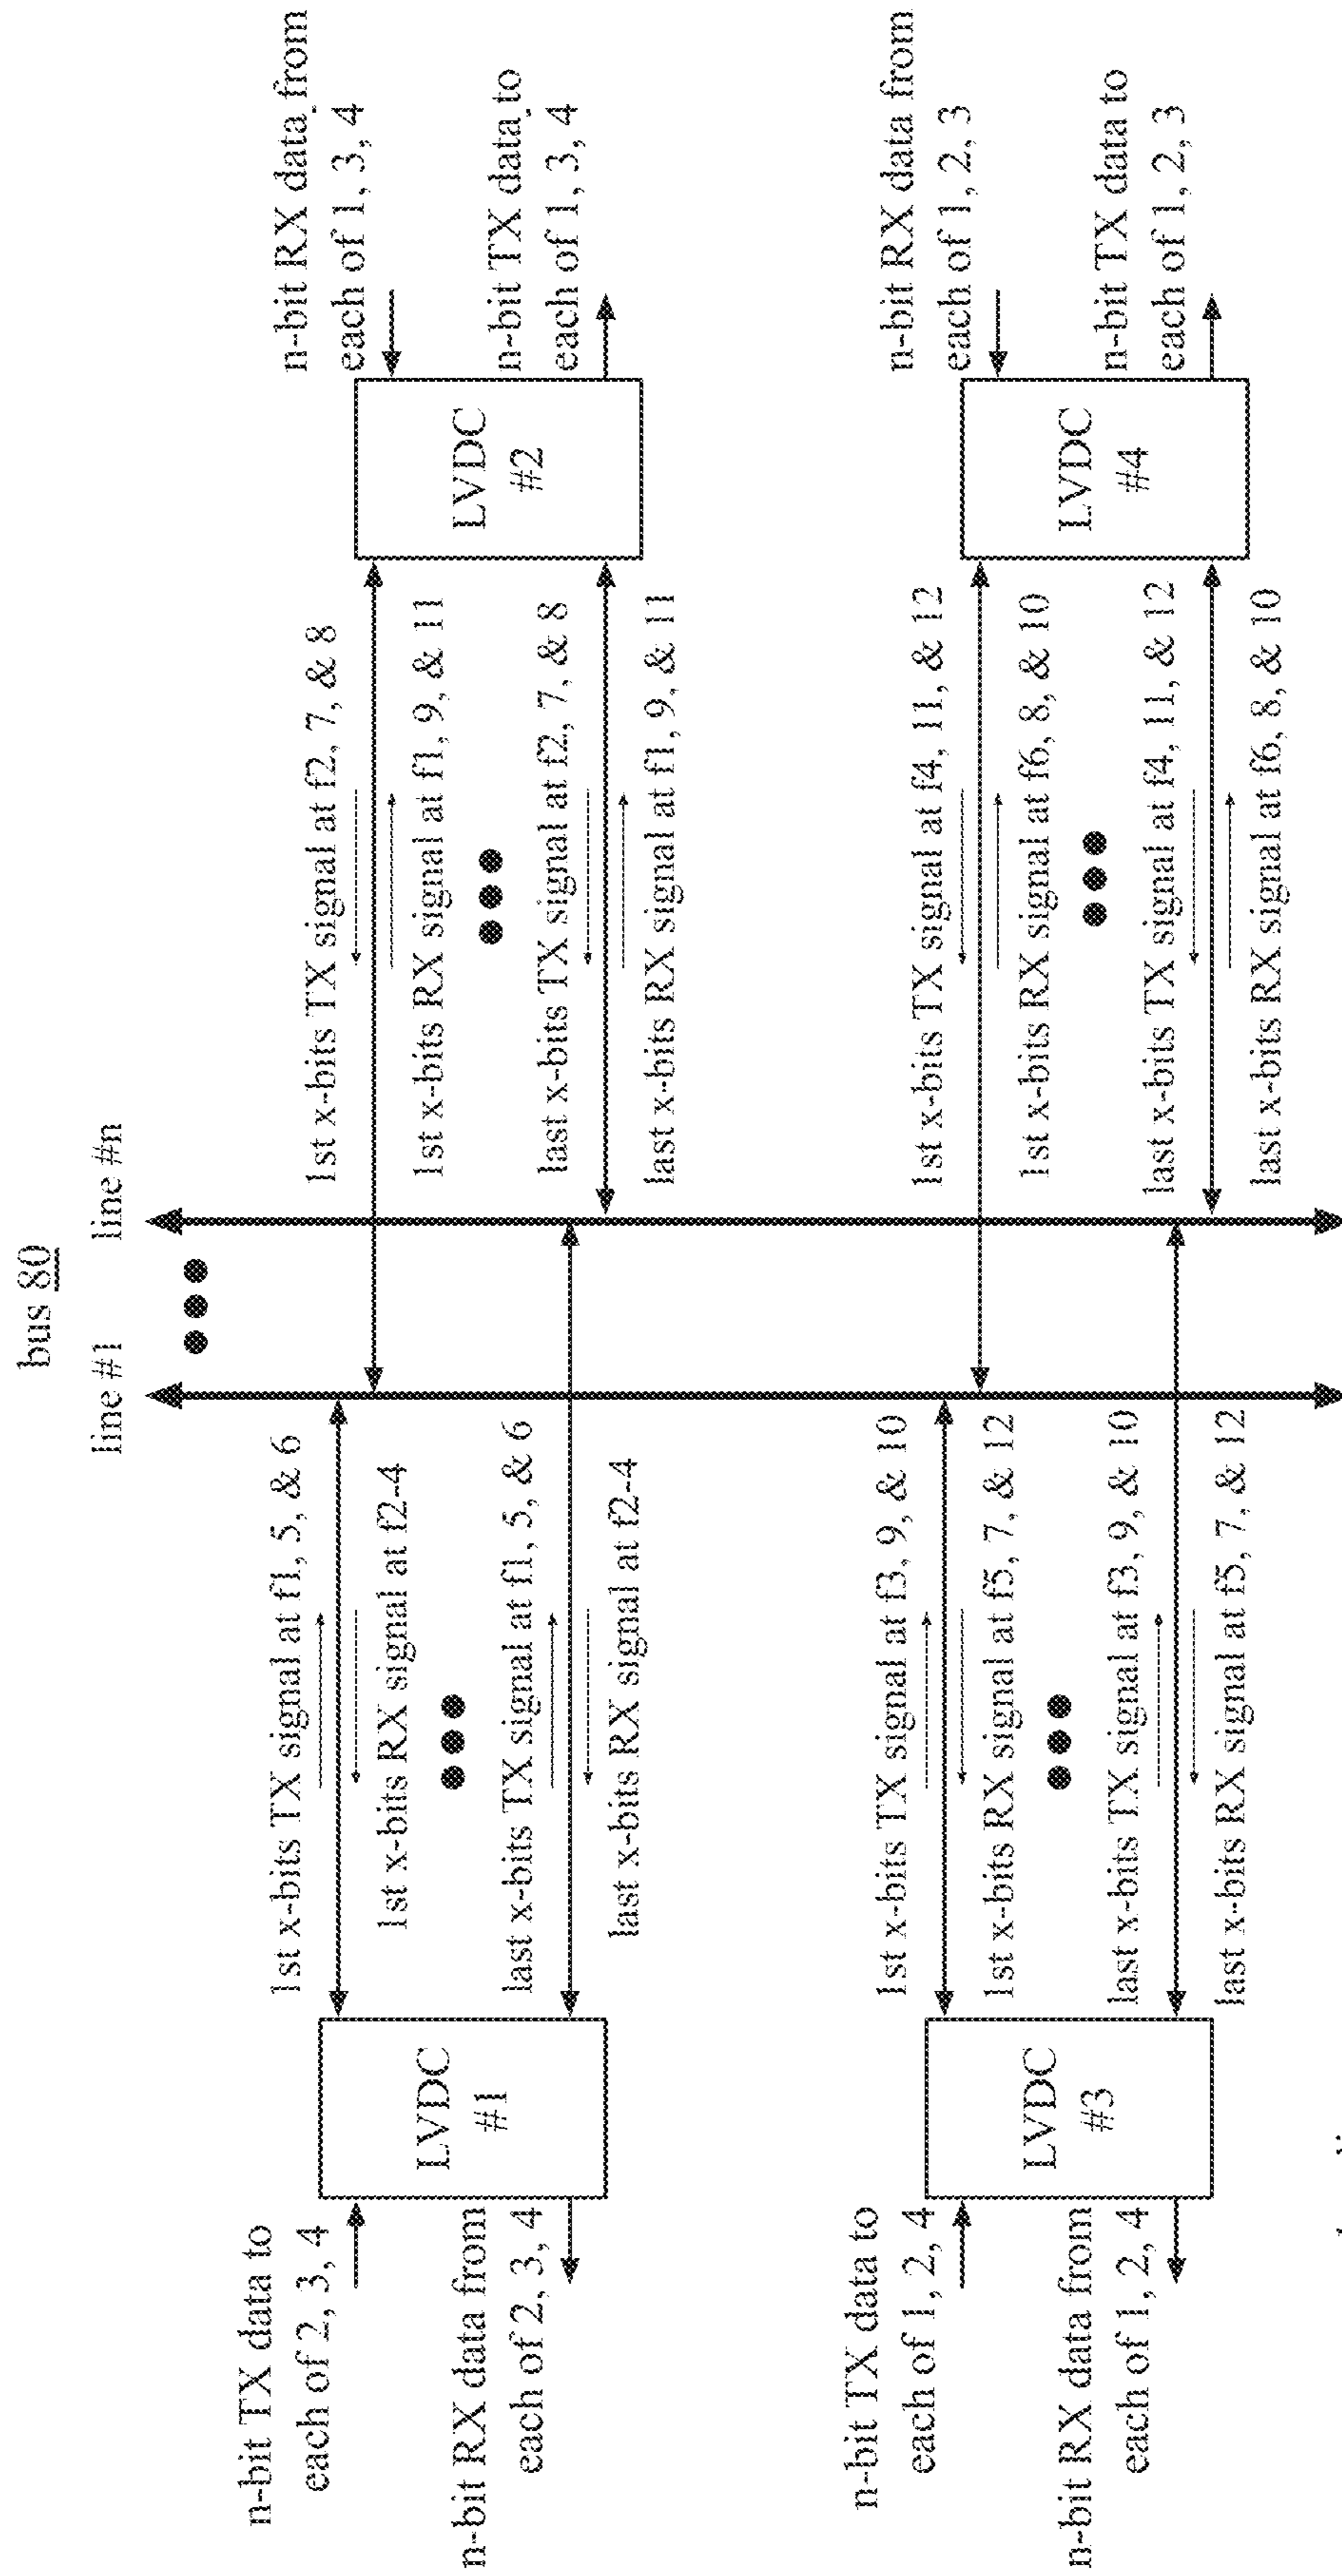 bus 80
line #1
line #n
n-bit TX data to
each of 2, 3, 4
n-bit RX data from
each of 2, 3, 4
LVDC
#1
1st x-bits TX signal at f1, 5, & 6
1st x-bits RX signal at f2-4
last x-bits TX signal at f1, 5, & 6
last x-bits RX signal at f2-4
1st x-bits TX signal at f2, 7, & 8
1st x-bits RX signal at f1, 9, & 11
last x-bits TX signal at f2, 7, & 8
last x-bits RX signal at f1, 9, & 11
LVDC
#2
n-bit RX data from
each of 1, 3, 4
n-bit TX data to
each of 1, 3, 4
n-bit TX data to
each of 1, 2, 4
n-bit RX data from
each of 1, 2, 4
LVDC
#3
1st x-bits TX signal at f3, 9, & 10
1st x-bits RX signal at f5, 7, & 12
last x-bits TX signal at f3, 9, & 10
last x-bits RX signal at f5, 7, & 12
1st x-bits TX signal at f4, 11, & 12
1st x-bits RX signal at f6, 8, & 10
last x-bits TX signal at f4, 11, & 12
last x-bits RX signal at f6, 8, & 10
LVDC
#4
n-bit RX data from
each of 1, 2, 3
n-bit TX data to
each of 1, 2, 3